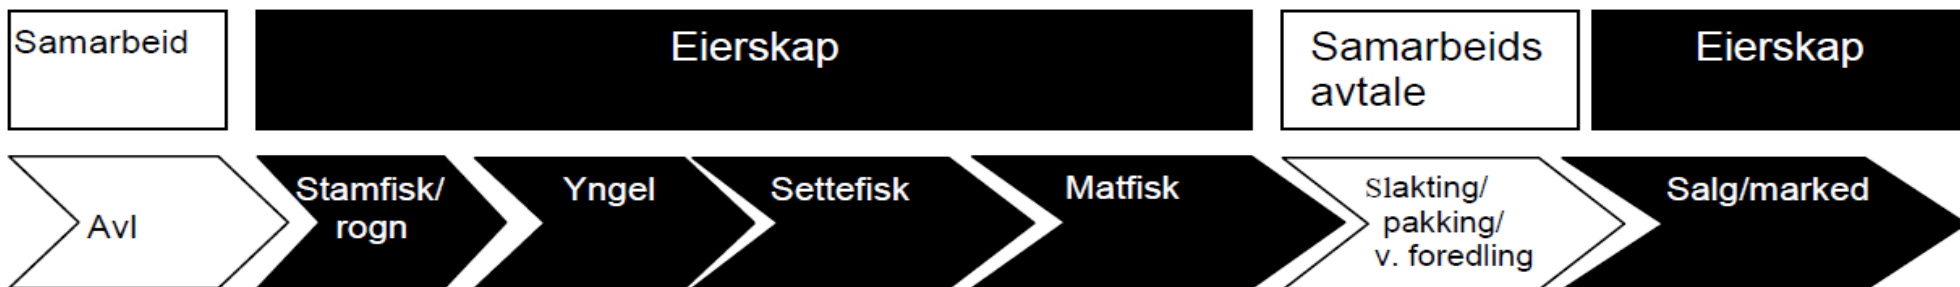 Samarbeid
Eierskap
Samarbeids
avtale
Eierskap
Avl
Stamfisk/
rogn
Yngel
Settefisk
Matfisk
Slakting/
pakking/
v. foredling
Salg/marked